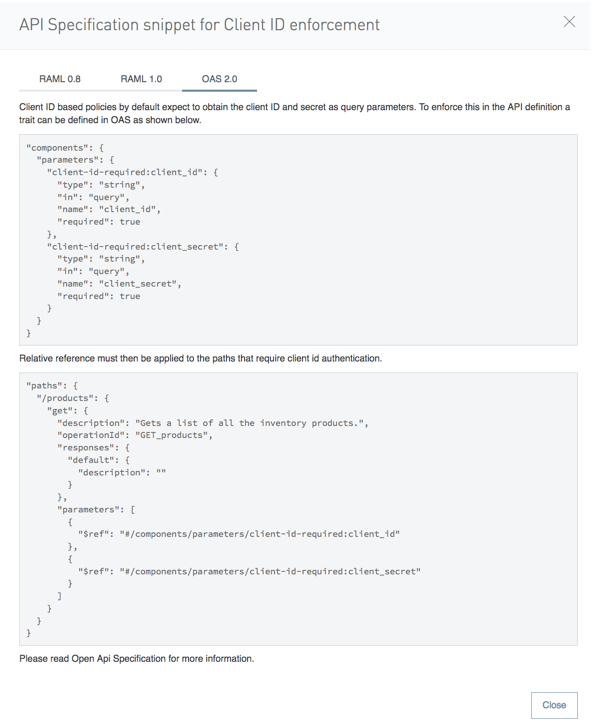 API Specification snippet for Client ID enforcement
RAML 0.8 RAML 1.0 OAS 2.0
Client ID based policies by default expect to obtain the client ID and secret as query parameters. To enforce this in the API definition a
trait can be defined in OAS as shown below.
"components": {
  "parameters": {
    "client-id-required:client_id": {
      "type": "string",
      "in": "query",
      "name": "client_id",
      "required": true
    },
    "client-id-required:client_secret": {
      "type": "string",
      "in": "query",
      "name": "client_secret",
      "required": true
    }
  }
}
Relative reference must then be applied to the paths that require client id authentication.
"paths": {
  "/products": {
    "get": {
      "description": "Gets a list of all the inventory products.",
      "operationId": "GET_products",
      "responses": {
        "default": {
          "description": ""
        }
      },
      "parameters": [
        {
          "$ref": "#/components/parameters/client-id-required:client_id"
        },
        {
          "$ref": "#/components/parameters/client-id-required:client_secret"
        }
      ]
    }
  }
}
Please read Open Api Specification for more information.
Close